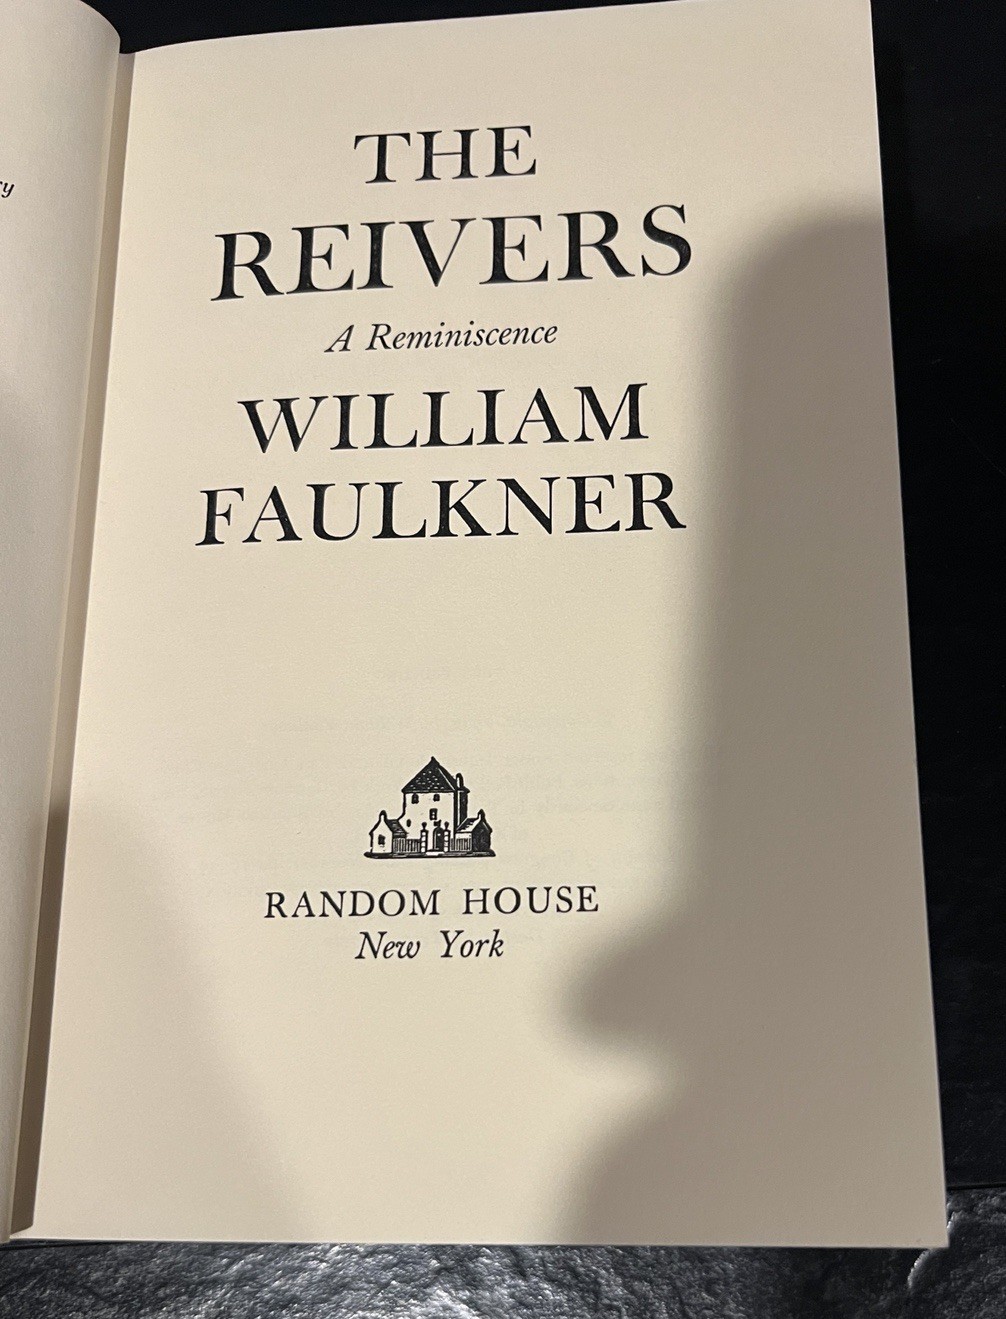 THE
REIVERS
A Reminiscence
WILLIAM
FAULKNER
RANDOM HOUSE
New York